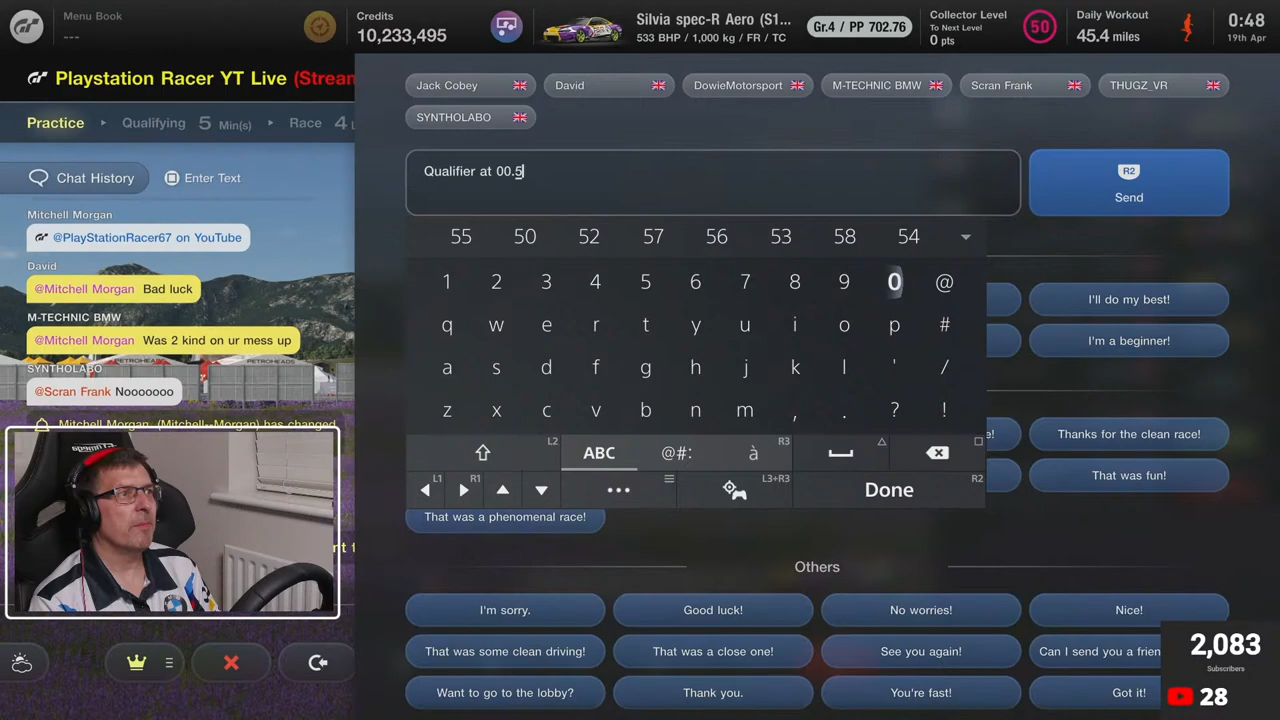 Menu Book
---
Credits
10,233,495
Silvia spec-R Aero (S1...
533 BHP / 1,000 kg / FR / TC
Gr.4 / PP 702.76
Collector Level
To Next Level
0 pts
50
Daily Workout
45.4 miles
0:48
19th Apr
Playstation Racer YT Live (Stream
Practice ▸ Qualifying 5 Min(s) ▸ Race 4 L
Chat History
Enter Text
Mitchell Morgan
@PlayStationRacer67 on YouTube
David
@Mitchell Morgan Bad luck
M-TECHNIC BMW
@Mitchell Morgan Was 2 kind on ur mess up
SYNTHOLABO
@Scran Frank Nooooooo
Mitchell Morgan (Mitchell--Morgan) has changed
Jack Cobey
David
DowieMotorsport
M-TECHNIC BMW
Scran Frank
THUGZ_VR
SYNTHOLABO
Qualifier at 00.5
R2
Send
55 50 52 57 56 53 58 54
1 2 3 4 5 6 7 8 9 0 @
q w e r t y u i o p #
a s d f g h j k l ' /
z x c v b n m , . ? !
L2 ABC @#: à R3
L1 R1 ... L3+R3 Done R2
I'll do my best!
I'm a beginner!
e!
Thanks for the clean race!
That was fun!
That was a phenomenal race!
Others
I'm sorry.
Good luck!
No worries!
Nice!
That was some clean driving!
That was a close one!
See you again!
Can I send you a frien
Want to go to the lobby?
Thank you.
You're fast!
Got it!
2,083
Subscribers
28
PETROHEADS
PETROHEADS